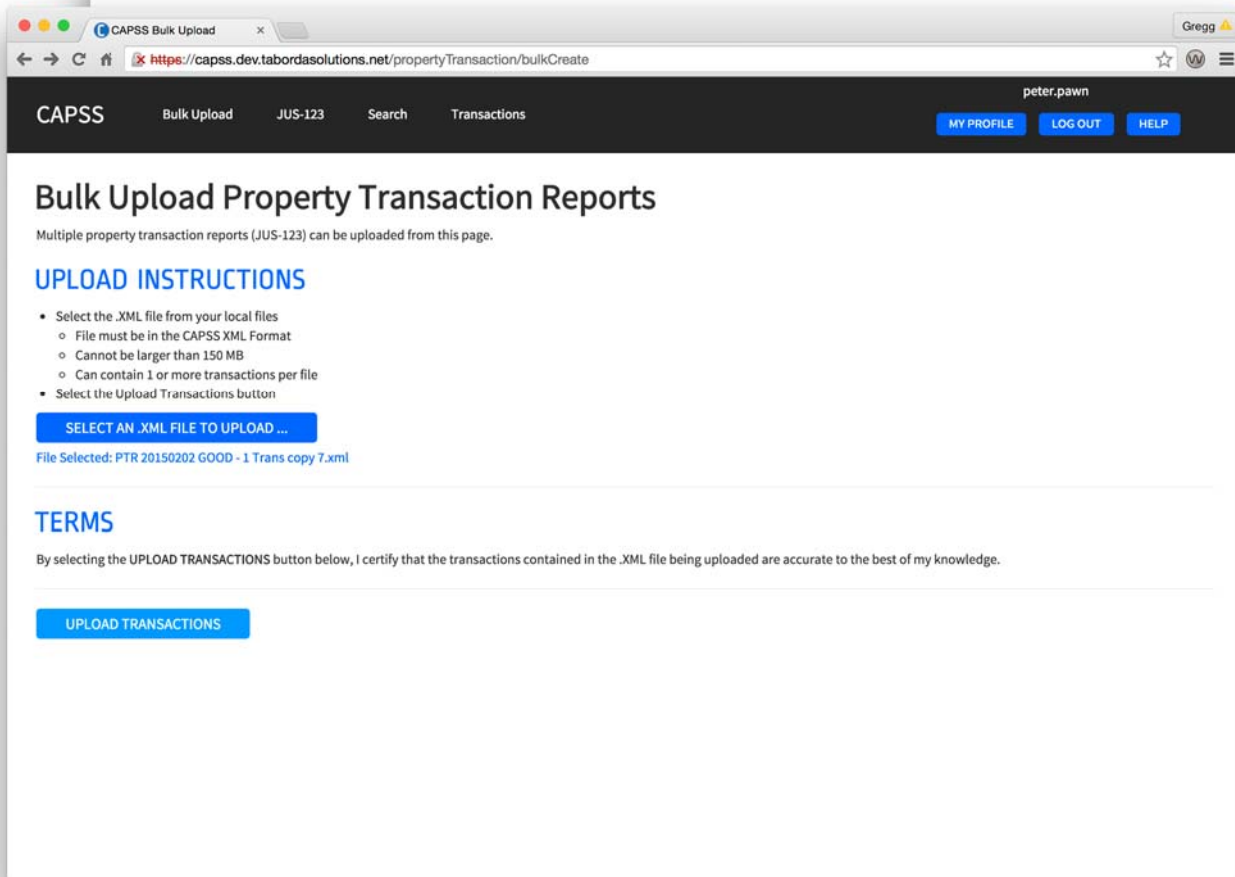 CAPSS Bulk Upload
Gregg
https://capss.dev.tabordasolutions.net/propertyTransaction/bulkCreate
peter.pawn
CAPSS Bulk Upload JUS-123 Search Transactions
MY PROFILE LOG OUT HELP
Bulk Upload Property Transaction Reports
Multiple property transaction reports (JUS-123) can be uploaded from this page.
UPLOAD INSTRUCTIONS
Select the .XML file from your local files
File must be in the CAPSS XML Format
Cannot be larger than 150 MB
Can contain 1 or more transactions per file
Select the Upload Transactions button
SELECT AN .XML FILE TO UPLOAD ...
File Selected: PTR 20150202 GOOD - 1 Trans copy 7.xml
TERMS
By selecting the UPLOAD TRANSACTIONS button below, I certify that the transactions contained in the .XML file being uploaded are accurate to the best of my knowledge.
UPLOAD TRANSACTIONS